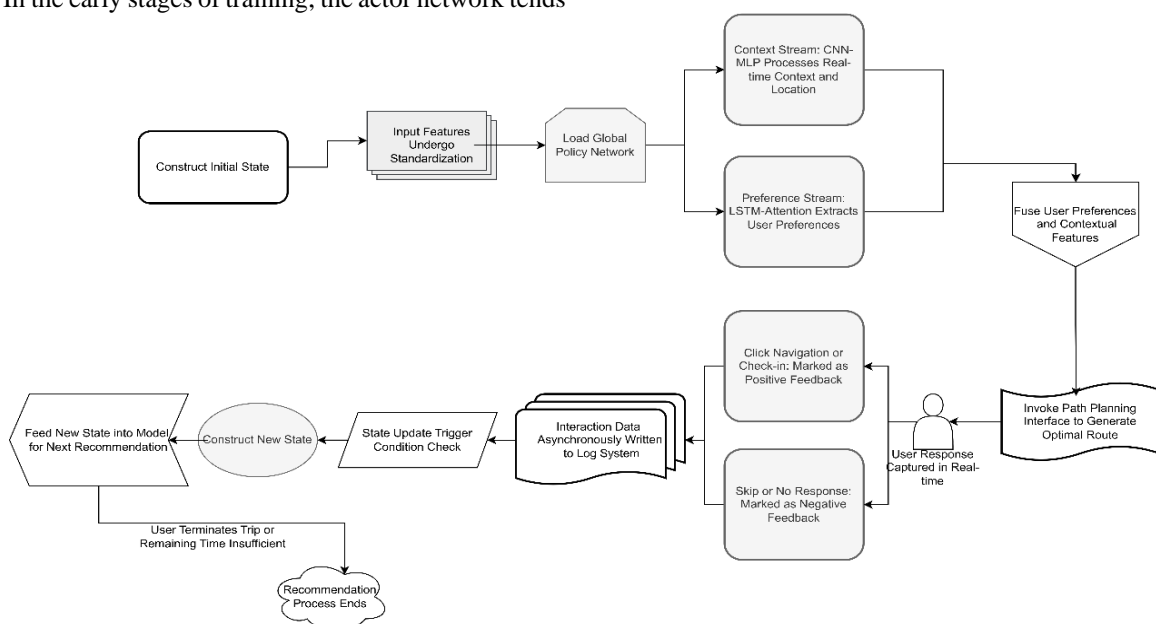 In the early stages of training, the actor network tends
Construct Initial State
Input Features
Undergo
Standardization
Load Global
Policy Network
Context Stream: CNN-
MLP Processes Real-
time Context and
Location
Preference Stream:
LSTM-Attention Extracts
User Preferences
Fuse User Preferences
and Contextual
Features
Invoke Path Planning
Interface to Generate
Optimal Route
User Response
Captured in Real-
time
Click Navigation or
Check-in: Marked as
Positive Feedback
Skip or No Response:
Marked as Negative
Feedback
Interaction Data
Asynchronously Written
to Log System
State Update Trigger
Condition Check
Construct New State
Feed New State into Model
for Next Recommendation
User Terminates Trip or
Remaining Time Insufficient
Recommendation
Process Ends